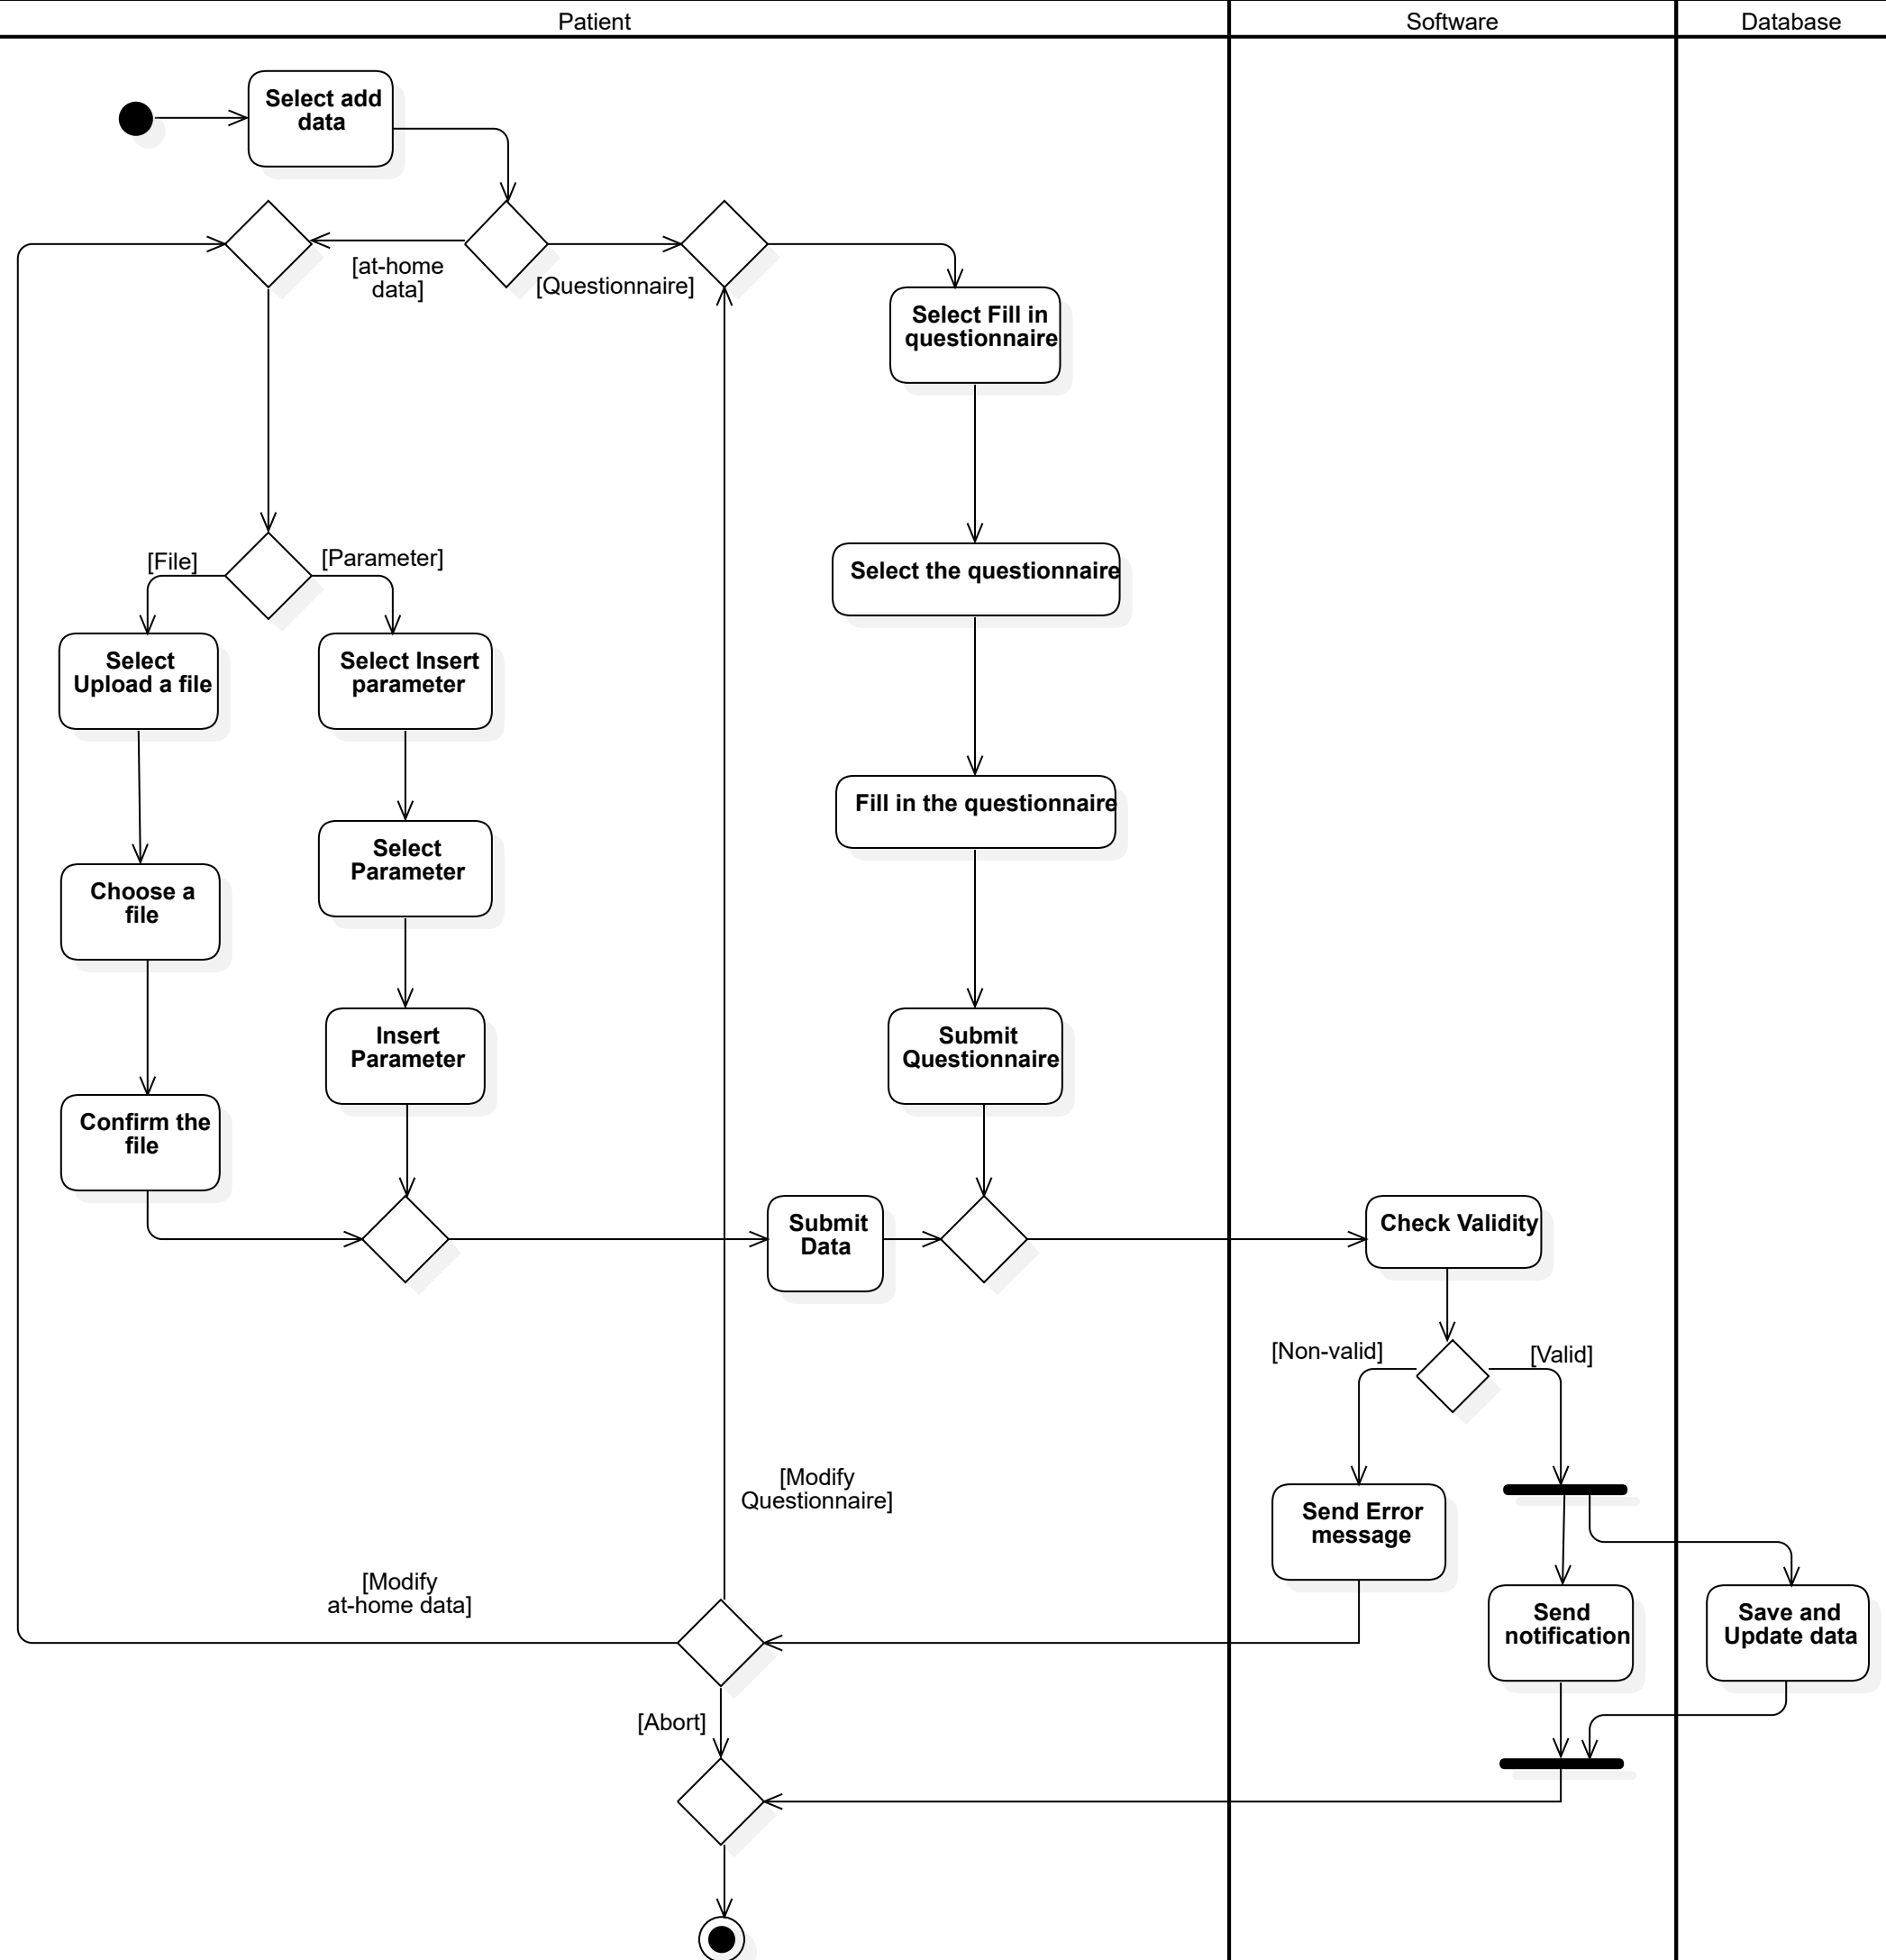 Patient
Software
Database
Select add
data
[at-home
data]
[Questionnaire]
Select Fill in
questionnaire
[File]
[Parameter]
Select the questionnaire
Select
Upload a file
Select Insert
parameter
Fill in the questionnaire
Select
Parameter
Choose a
file
Insert
Parameter
Submit
Questionnaire
Confirm the
file
Submit
Data
Check Validity
[Non-valid]
[Valid]
[Modify
Questionnaire]
Send Error
message
[Modify
at-home data]
Send
notification
Save and
Update data
[Abort]